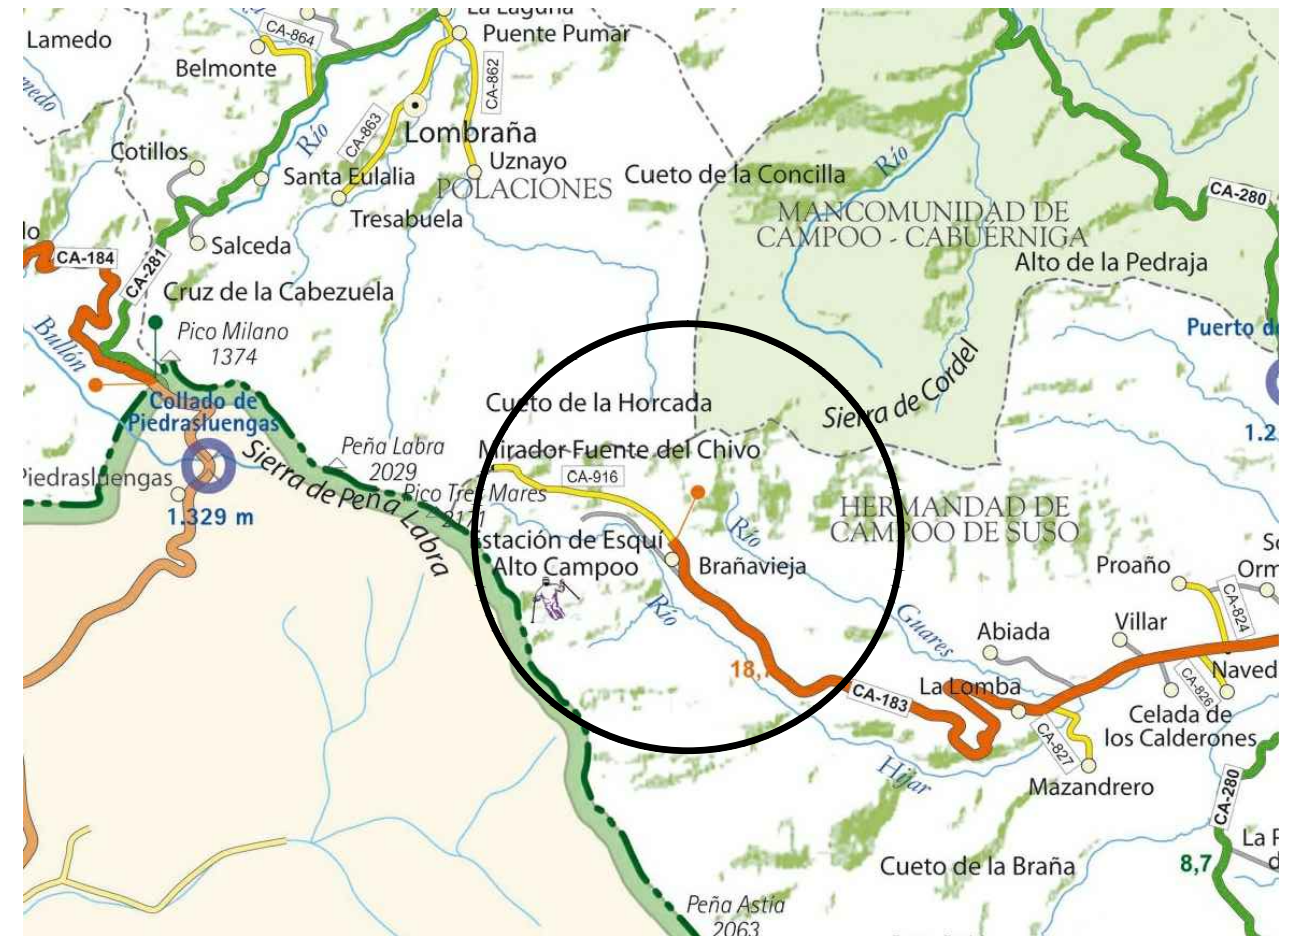 La Laguna
Puente Pumar
CA-864
Lamedo
Belmonte
CA-862
CA-863
Lombraña
Río
Cotillos
Santa Eulalia
Uznayo
POLACIONES
Cueto de la Concilla
Río
CA-280
Tresabuela
MANCOMUNIDAD DE
CAMPOO - CABUÉRNIGA
Salceda
CA-184
CA-281
Alto de la Pedraja
Cruz de la Cabezuela
Pico Milano
1374
Bullón
Puerto de
Sierra de Cordel
Collado de
Piedrasluengas
Cueto de la Horcada
Peña Labra
2029
Mirador Fuente del Chivo
Sierra de Peña Labra
Piedrasluengas
CA-916
Pico Tres Mares
2171
1.329 m
HERMANDAD DE
CAMPOO DE SUSO
Río
Estación de Esquí
Alto Campoo
Brañavieja
Proaño
Río
Guares
CA-824
Abiada
Villar
18,
CA-183
La Lomba
CA-826
Naved
Celada de
los Calderones
CA-827
Híjar
Mazandrero
CA-280
Cueto de la Braña
8,7
Peña Astía
2063